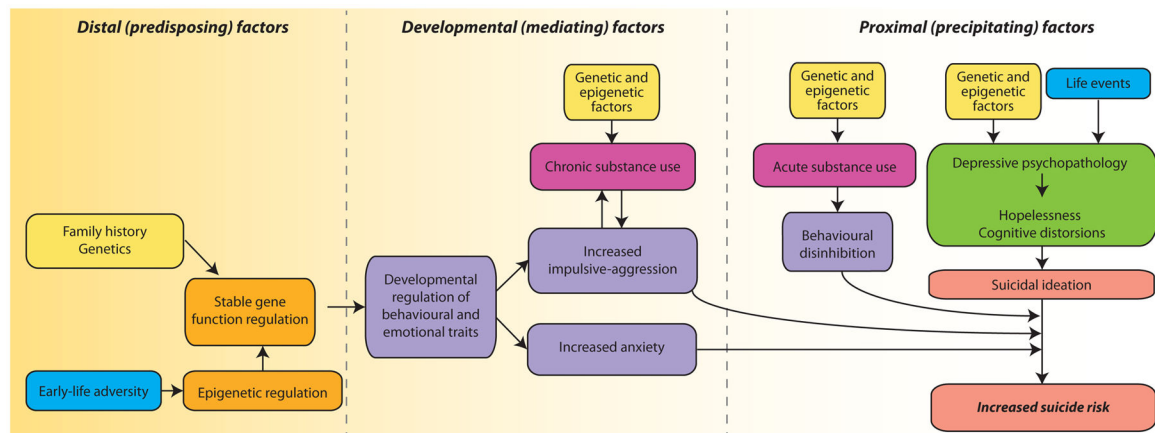 Distal (predisposing) factors
Developmental (mediating) factors
Proximal (precipitating) factors
Family history
Genetics
Stable gene
function regulation
Early-life adversity
Epigenetic regulation
Genetic and
epigenetic
factors
Chronic substance use
Developmental
regulation of
behavioural and
emotional traits
Increased
impulsive-aggression
Increased anxiety
Genetic and
epigenetic
factors
Acute substance use
Behavioural
disinhibition
Genetic and
epigenetic
factors
Life events
Depressive psychopathology
Hopelessness
Cognitive distorsions
Suicidal ideation
Increased suicide risk